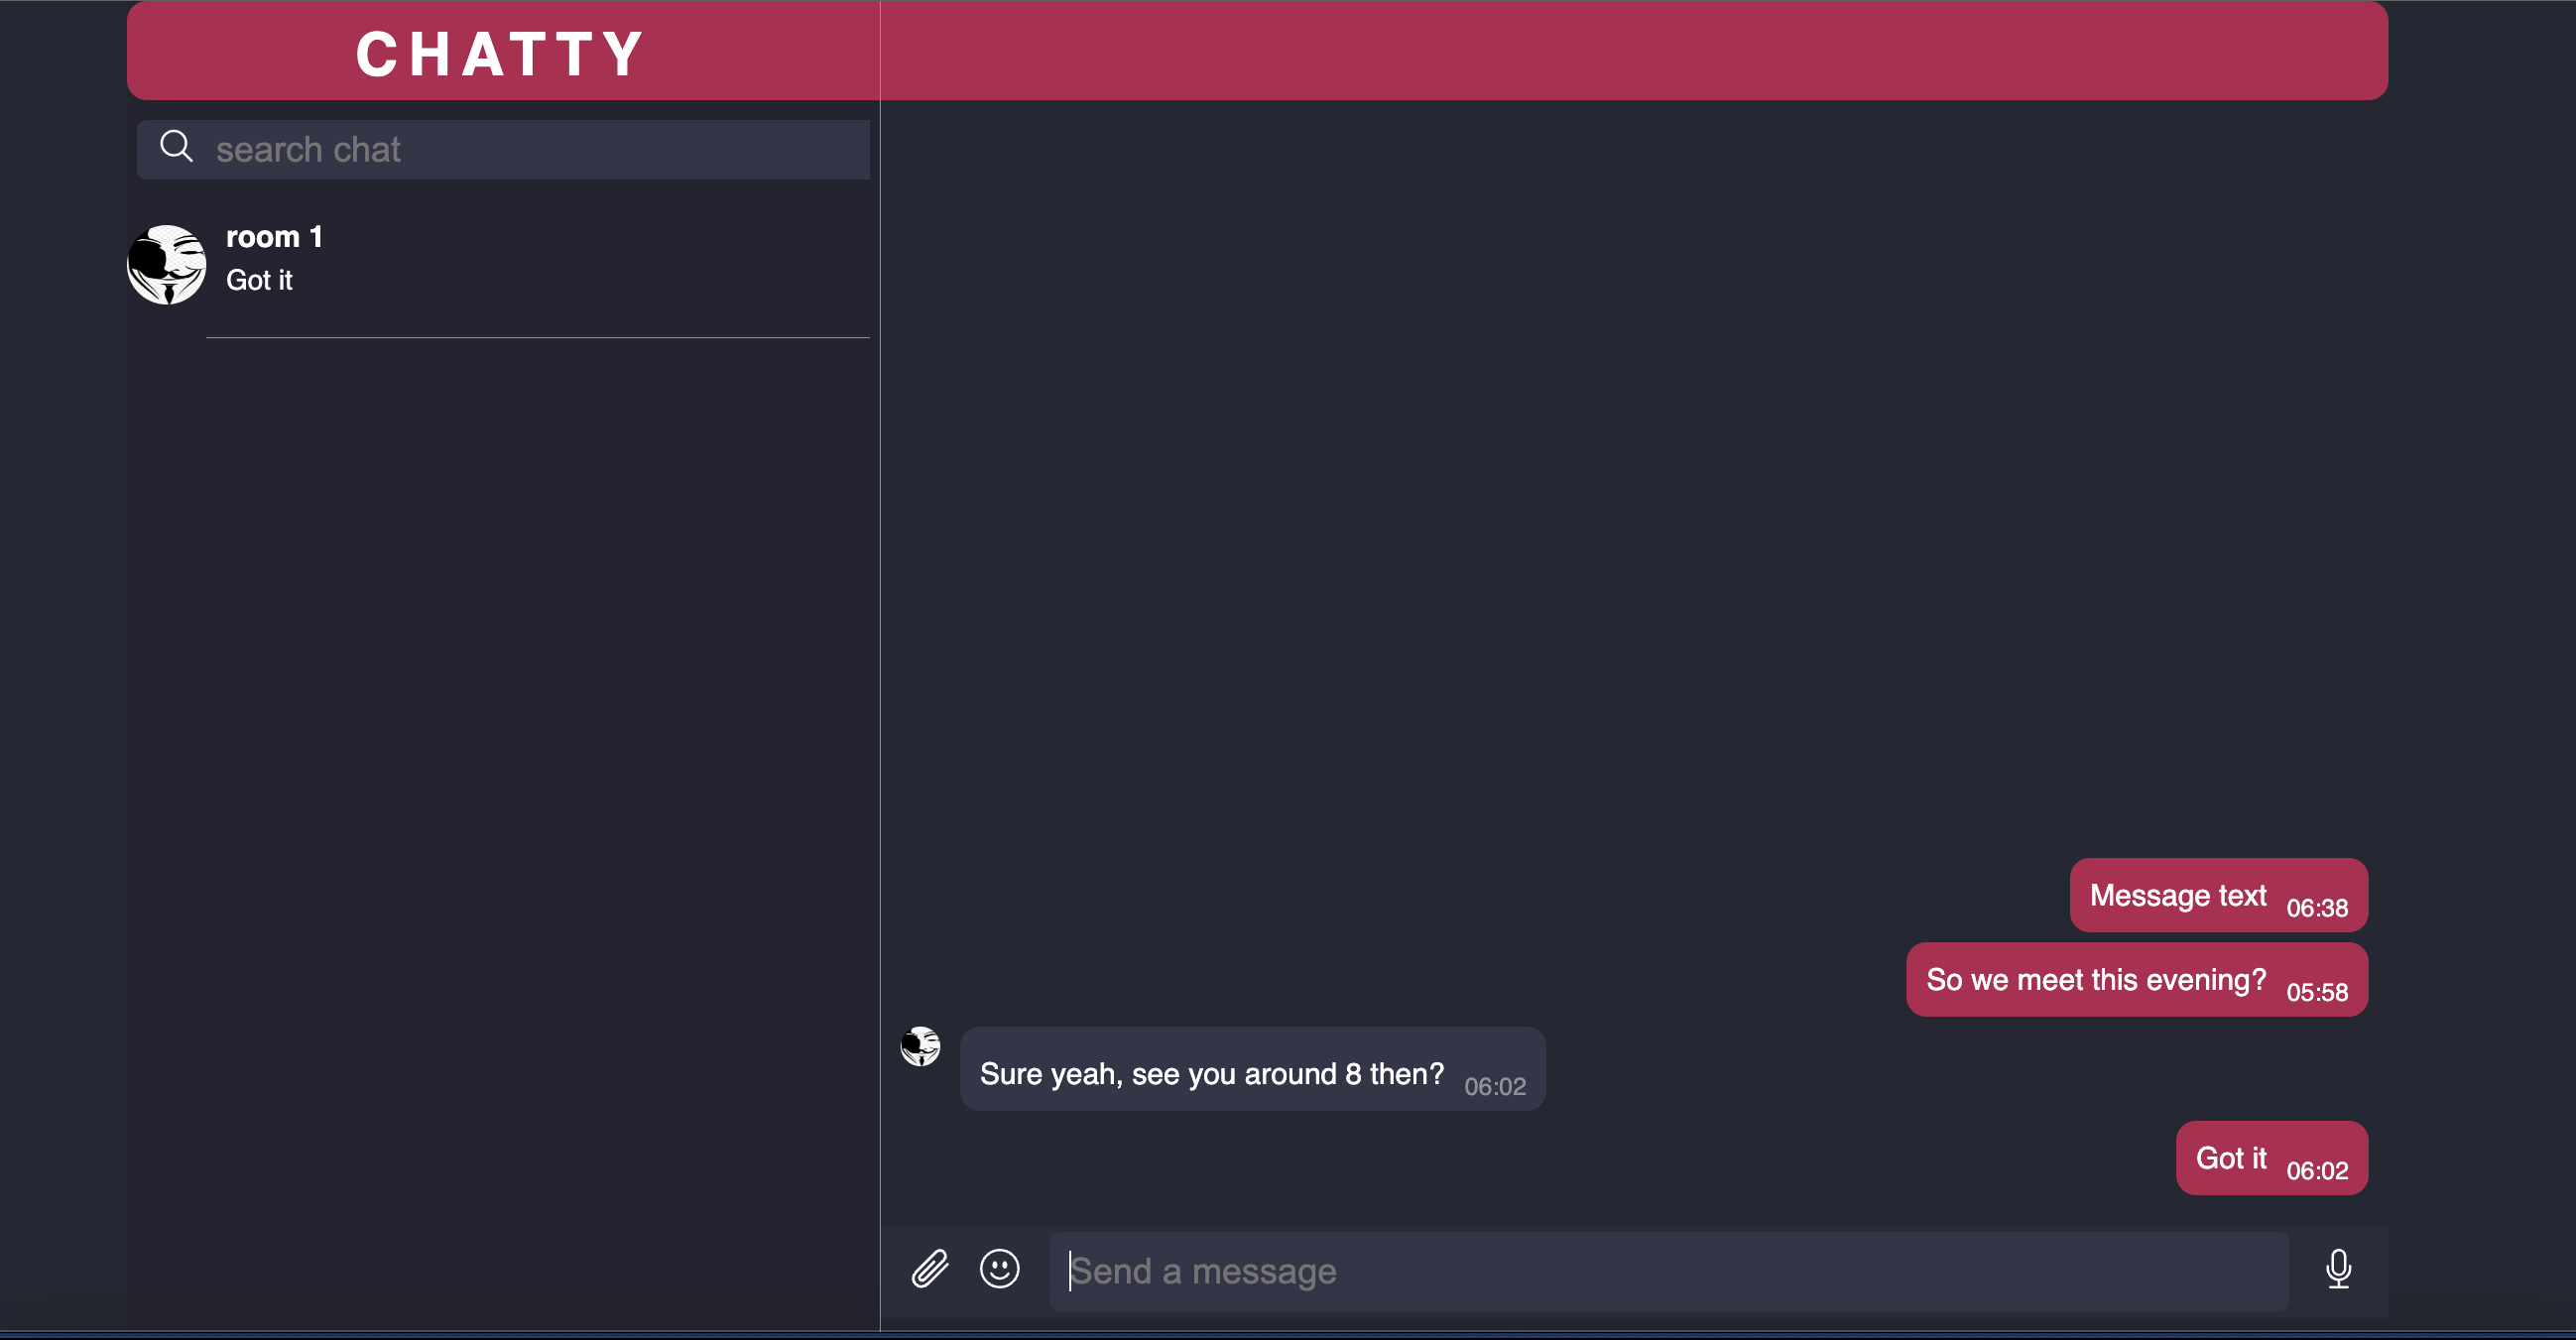 CHATTY
search chat
room 1
Got it
Message text 06:38
So we meet this evening? 05:58
Sure yeah, see you around 8 then? 06:02
Got it 06:02
Send a message